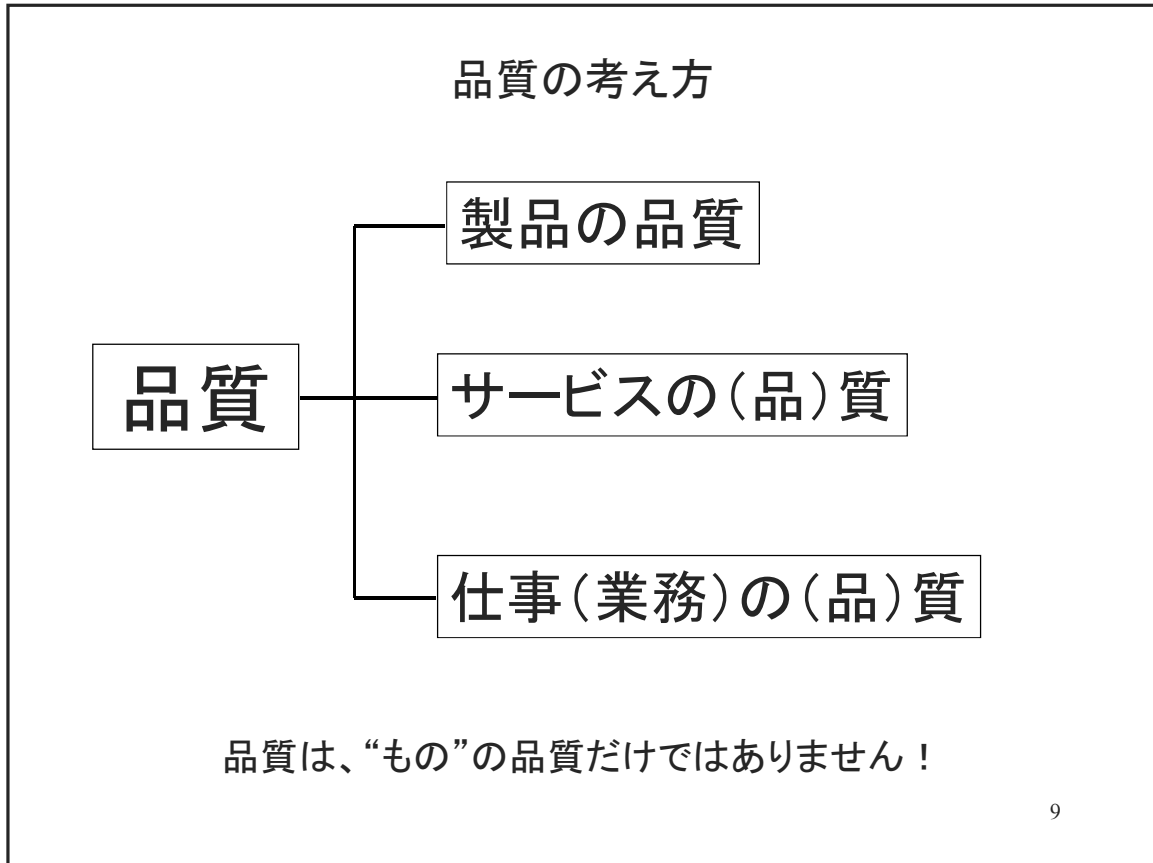 品質の考え方
製品の品質
品質
サービスの（品）質
仕事（業務）の（品）質
品質は、“もの”の品質だけではありません！
9